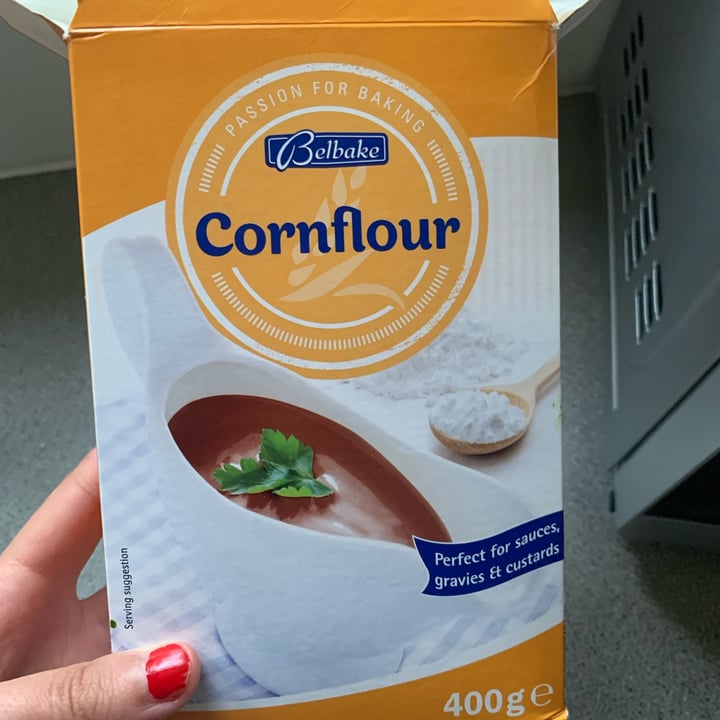 PASSION FOR BAKING
Belbake
Cornflour
Perfect for sauces,
gravies & custards
Serving suggestion
400g e